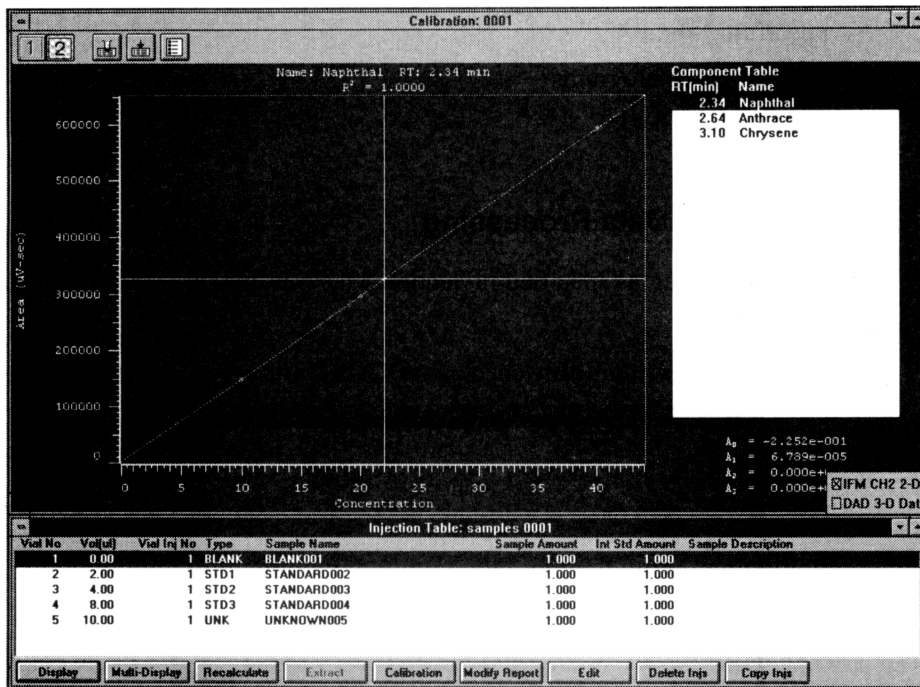 Calibration: 0001
1 2
Name: Naphthal RT: 2.34 min
R² = 1.0000
Component Table
RT(min) Name
2.34 Naphthal
2.64 Anthrace
3.10 Chrysene
600000
500000
400000
300000
200000
100000
0
Area (uV-sec)
0 5 10 15 20 25 30 35 40
Concentration
A₀ = -2.252e-001
A₁ = 6.789e-005
A₂ = 0.000e+
= 0.000e+
IFM CH2 2-D
DAD 3-D Dat
Injection Table: samples 0001
Vial No Vol(ul) Vial Inj No Type Sample Name Sample Amount Int Std Amount Sample Description
1 0.00 1 BLANK BLANK001 1.000 1.000
2 2.00 1 STD1 STANDARD002 1.000 1.000
3 4.00 1 STD2 STANDARD003 1.000 1.000
4 8.00 1 STD3 STANDARD004 1.000 1.000
5 10.00 1 UNK UNKNOWN005 1.000 1.000
Display Multi-Display Recalculate Extract Calibration Modify Report Edit Delete Injs Copy Injs